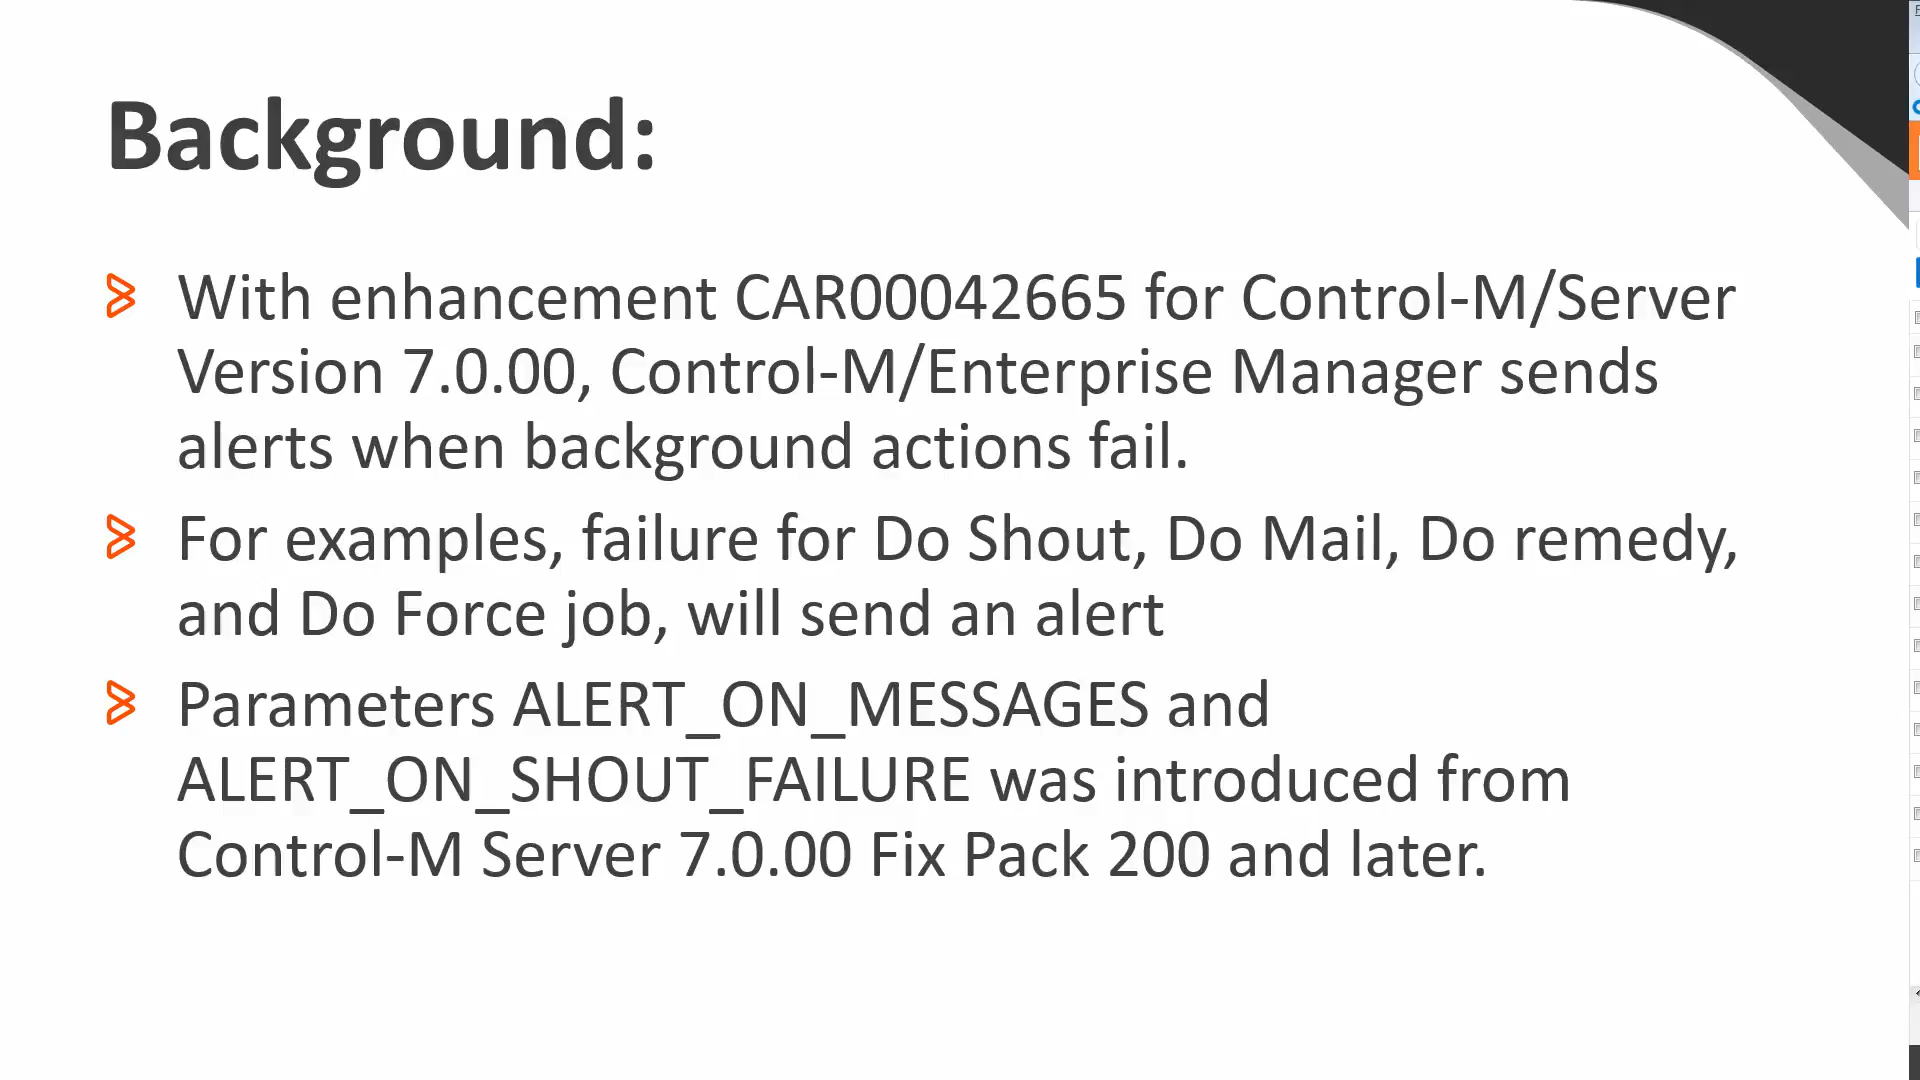 Background:
With enhancement CAR00042665 for Control-M/Server
Version 7.0.00, Control-M/Enterprise Manager sends
alerts when background actions fail.
For examples, failure for Do Shout, Do Mail, Do remedy,
and Do Force job, will send an alert
Parameters ALERT_ON_MESSAGES and
ALERT_ON_SHOUT_FAILURE was introduced from
Control-M Server 7.0.00 Fix Pack 200 and later.